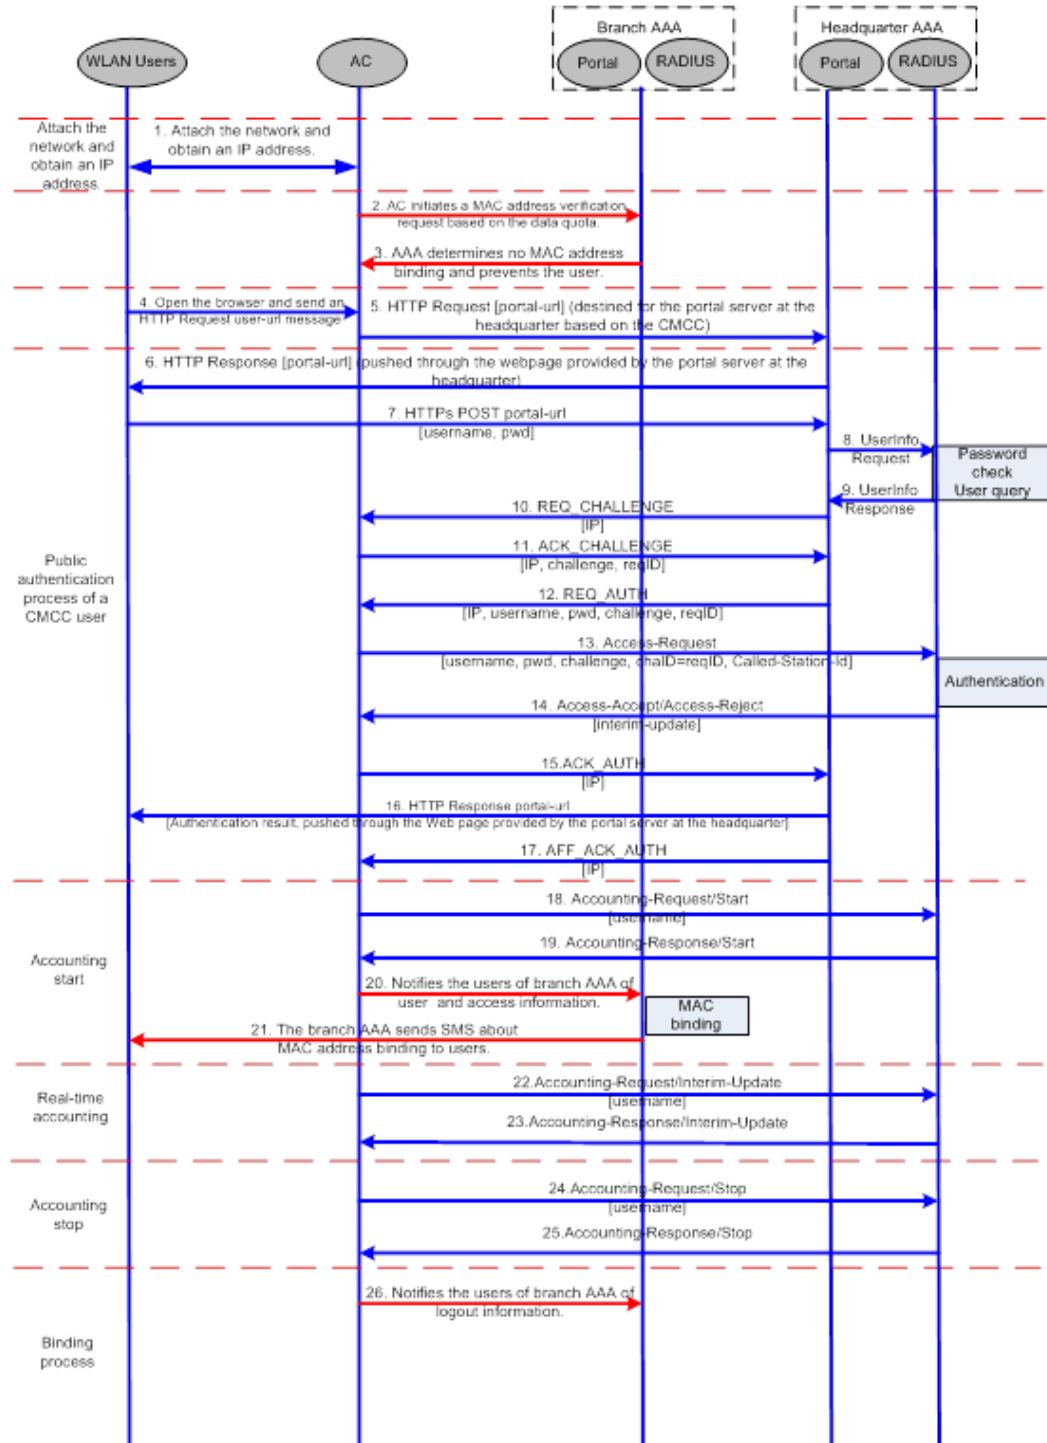 Branch AAA
Headquarter AAA
WLAN Users
AC
Portal
RADIUS
Portal
RADIUS
Attach the
network and
obtain an IP
address.
1. Attach the network and
obtain an IP address.
2. AC initiates a MAC address verification
request based on the data quota.
3. AAA determines no MAC address
binding and prevents the user.
4. Open the browser and send an
HTTP Request user-url message
5. HTTP Request [portal-url] (destined for the portal server at the
headquarter based on the CMCC)
6. HTTP Response [portal-url] (pushed through the webpage provided by the portal server at the
headquarter)
7. HTTPs POST portal-url
[username, pwd]
8. UserInfo
Request
Password
check
User query
9. UserInfo
Response
10. REQ_CHALLENGE
[IP]
11. ACK_CHALLENGE
[IP, challenge, reqID]
Public
authentication
process of a
CMCC user
12. REQ_AUTH
[IP, username, pwd, challenge, reqID]
13. Access-Request
[username, pwd, challenge, chaID=reqID, Called-Station-Id]
Authentication
14. Access-Accept/Access-Reject
[interim-update]
15.ACK_AUTH
[IP]
16. HTTP Response portal-url
[Authentication result, pushed through the Web page provided by the portal server at the headquarter]
17. AFF_ACK_AUTH
[IP]
18. Accounting-Request/Start
[username]
19. Accounting-Response/Start
Accounting
start
20. Notifies the users of branch AAA of
user and access information.
MAC
binding
21. The branch AAA sends SMS about
MAC address binding to users.
Real-time
accounting
22.Accounting-Request/Interim-Update
[username]
23.Accounting-Response/Interim-Update
Accounting
stop
24.Accounting-Request/Stop
[username]
25.Accounting-Response/Stop
26. Notifies the users of branch AAA of
logout information.
Binding
process